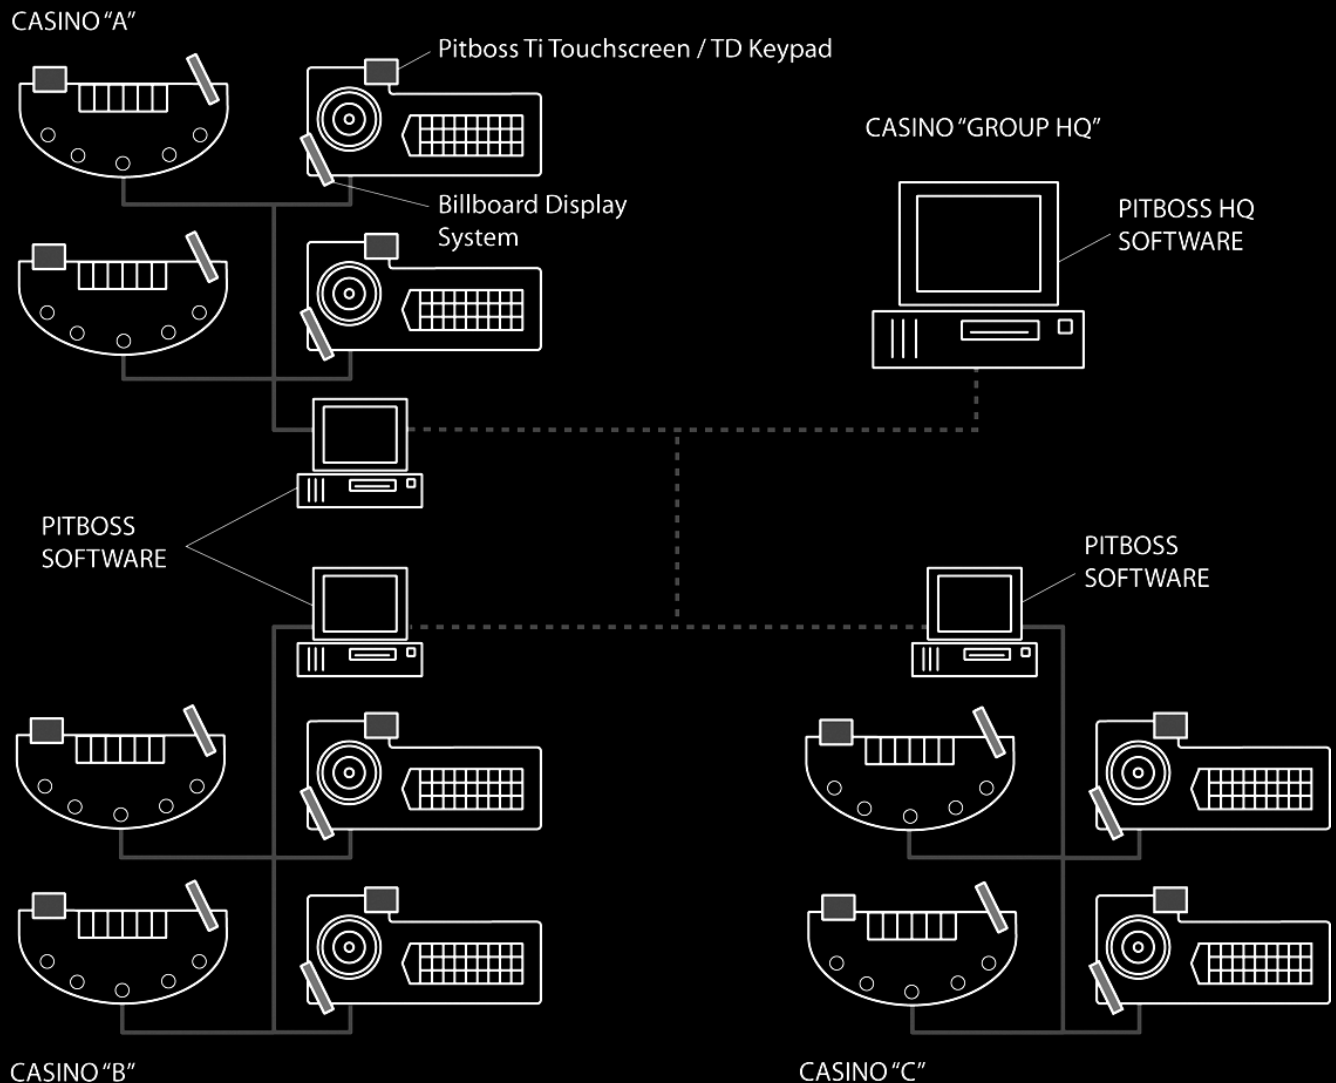 CASINO “A”
Pitboss Ti Touchscreen / TD Keypad
CASINO “GROUP HQ”
Billboard Display
System
PITBOSS HQ
SOFTWARE
PITBOSS
SOFTWARE
PITBOSS
SOFTWARE
CASINO “B”
CASINO “C”